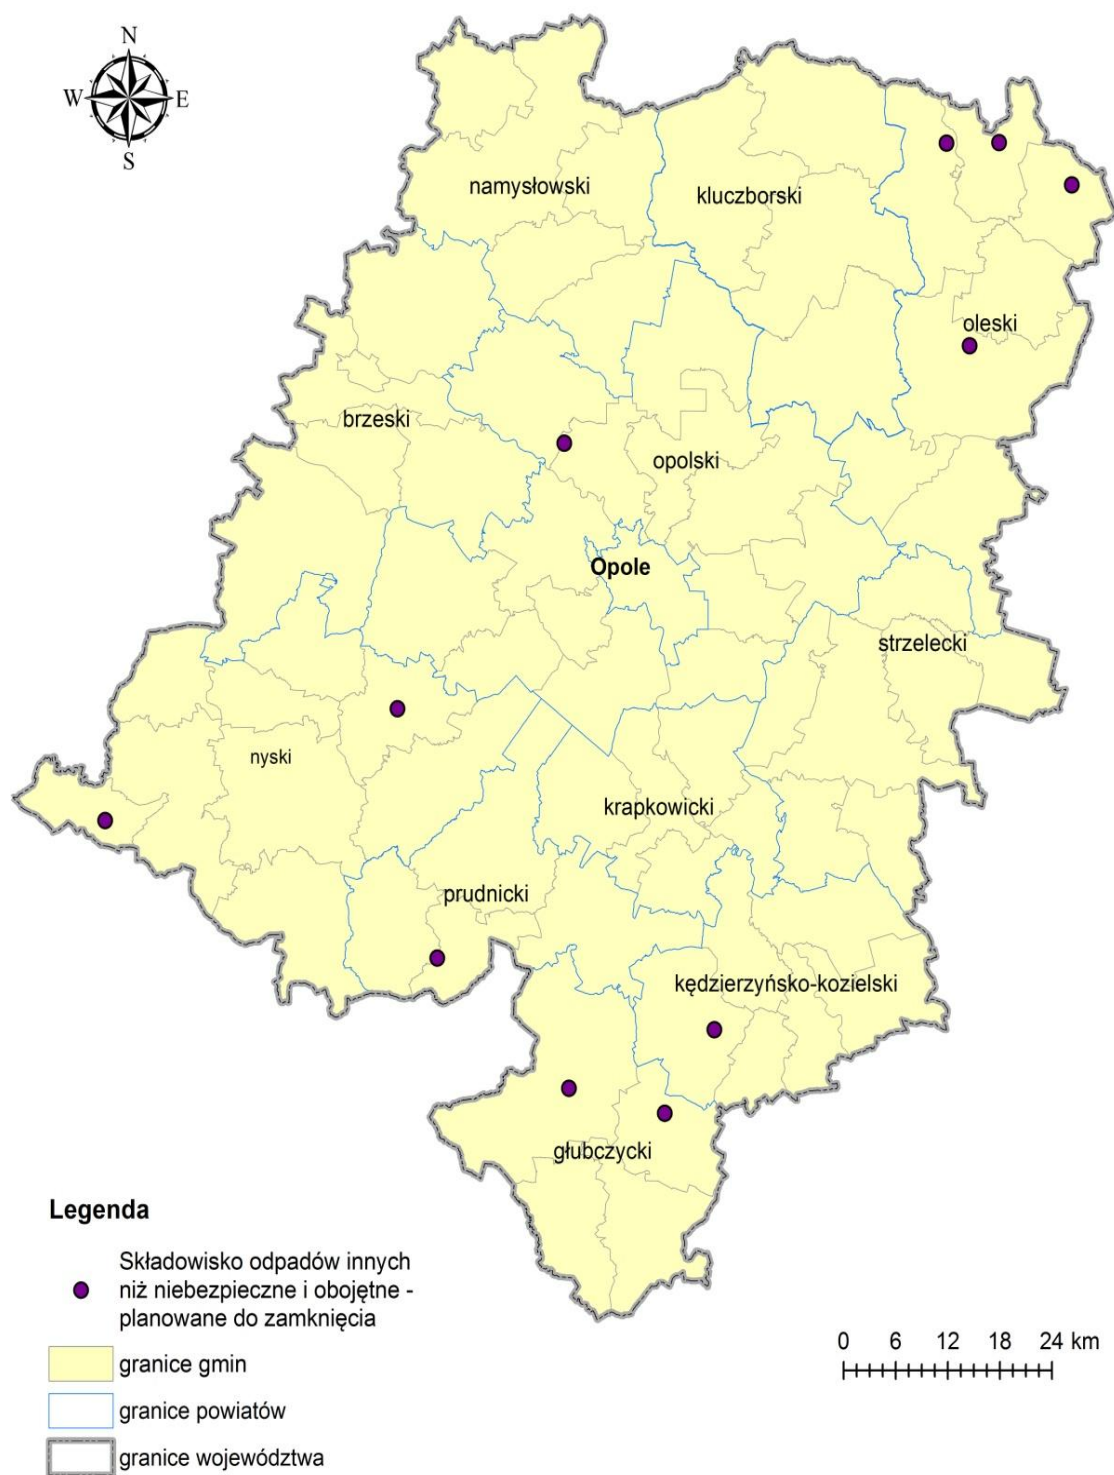 N
W E
S
namysłowski
kluczborski
oleski
brzeski
opolski
Opole
strzelecki
nyski
krapkowicki
prudnicki
kędzierzyńsko-kozielski
głubczycki
Legenda
Składowisko odpadów innych
niż niebezpieczne i obojętne -
planowane do zamknięcia
granice gmin
granice powiatów
granice województwa
0 6 12 18 24 km